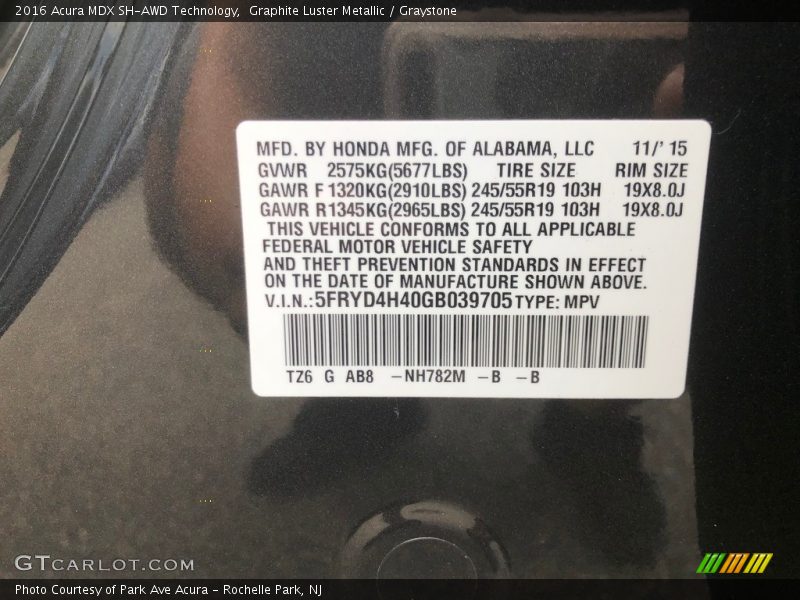 2016 Acura MDX SH-AWD Technology, Graphite Luster Metallic / Graystone
MFD. BY HONDA MFG. OF ALABAMA, LLC 11/' 15
GVWR 2575KG(5677LBS) TIRE SIZE RIM SIZE
GAWR F 1320KG(2910LBS) 245/55R19 103H 19X8.0J
GAWR R1345KG(2965LBS) 245/55R19 103H 19X8.0J
THIS VEHICLE CONFORMS TO ALL APPLICABLE
FEDERAL MOTOR VEHICLE SAFETY
AND THEFT PREVENTION STANDARDS IN EFFECT
ON THE DATE OF MANUFACTURE SHOWN ABOVE.
V.I.N.:5FRYD4H40GB039705 TYPE: MPV
TZ6 G AB8 -NH782M -B -B
GTCARLOT.COM
Photo Courtesy of Park Ave Acura - Rochelle Park, NJ